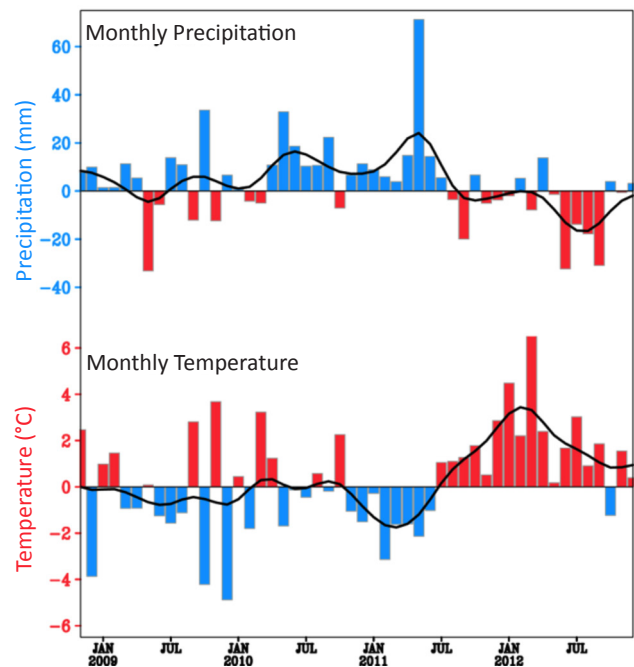 Monthly Precipitation
Precipitation (mm)
60
40
20
0
−20
−40
Monthly Temperature
Temperature (°C)
6
4
2
0
−2
−4
−6
JAN JUL JAN JUL JAN JUL JAN JUL
2009 2010 2011 2012